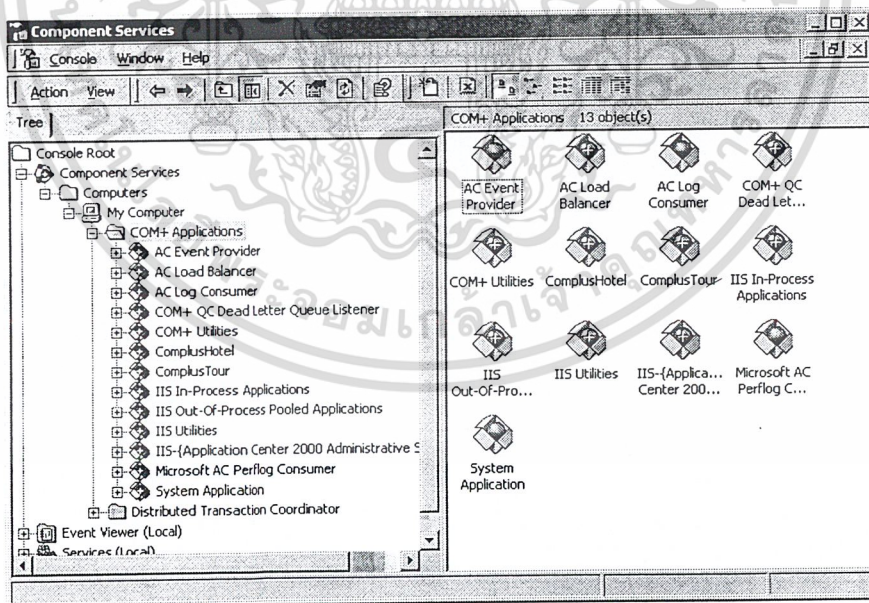 Component Services
Console Window Help
Action View
Tree
COM+ Applications 13 object(s)
Console Root
Component Services
Computers
My Computer
COM+ Applications
AC Event Provider
AC Load Balancer
AC Log Consumer
COM+ QC Dead Letter Queue Listener
COM+ Utilities
ComplusHotel
ComplusTour
IIS In-Process Applications
IIS Out-Of-Process Pooled Applications
IIS Utilities
IIS-{Application Center 2000 Administrative S
Microsoft AC Perflog Consumer
System Application
Distributed Transaction Coordinator
Event Viewer (Local)
Services (Local)
AC Event Provider
AC Load Balancer
AC Log Consumer
COM+ QC Dead Let...
COM+ Utilities
ComplusHotel
ComplusTour
IIS In-Process Applications
IIS Out-Of-Pro...
IIS Utilities
IIS-{Applica... Center 200...
Microsoft AC Perflog C...
System Application